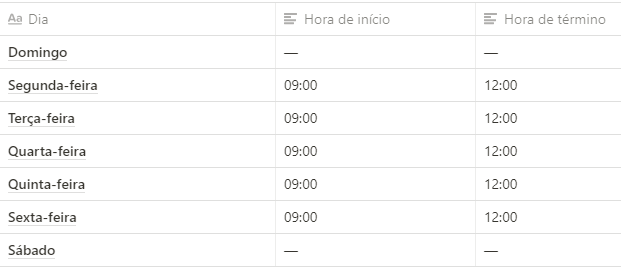 Aa Dia Hora de início Hora de término
Domingo — —
Segunda-feira 09:00 12:00
Terça-feira 09:00 12:00
Quarta-feira 09:00 12:00
Quinta-feira 09:00 12:00
Sexta-feira 09:00 12:00
Sábado — —